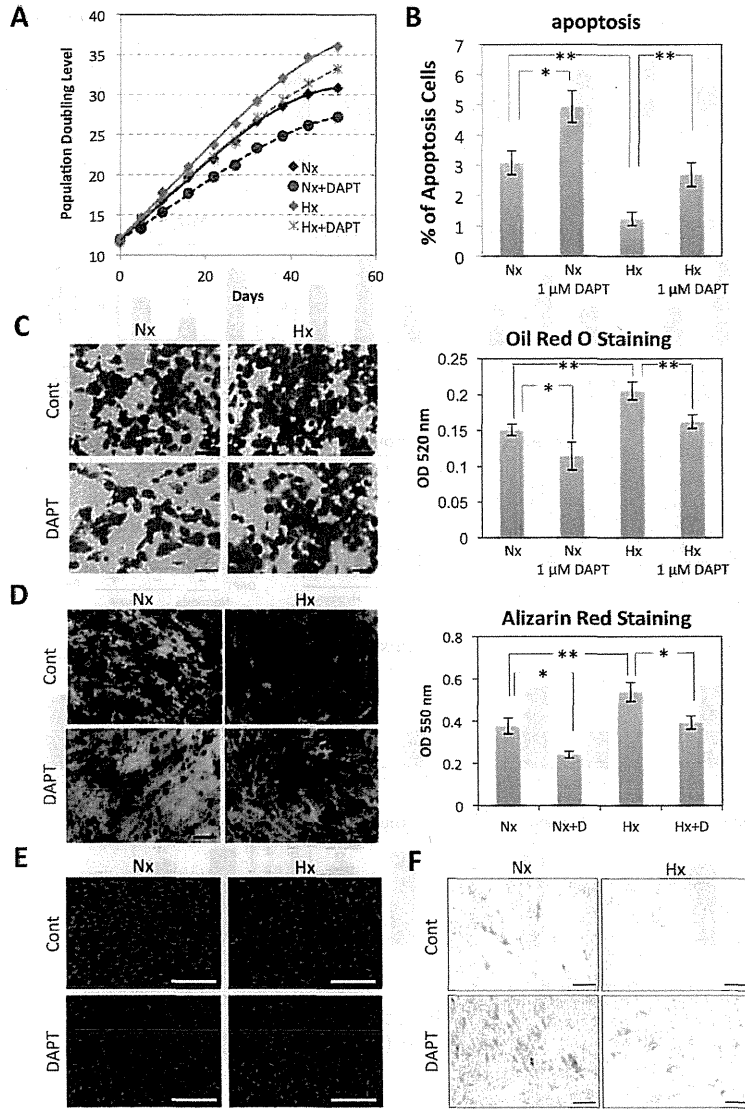 A
Population Doubling Level
40
35
30
25
20
15
10
0
20
40
60
Days
Nx
Nx+DAPT
Hx
Hx+DAPT
B
apoptosis
% of Apoptosis Cells
7
6
5
4
3
2
1
0
**
*
**
Nx
Nx
1 µM DAPT
Hx
Hx
1 µM DAPT
C
Nx
Hx
Cont
DAPT
Oil Red O Staining
OD 520 nm
0.25
0.2
0.15
0.1
0.05
0
**
*
**
Nx
Nx
1 µM DAPT
Hx
Hx
1 µM DAPT
D
Nx
Hx
Cont
DAPT
Alizarin Red Staining
OD 550 nm
0.8
0.6
0.4
0.2
0
**
*
*
Nx
Nx+D
Hx
Hx+D
E
Nx
Hx
Cont
DAPT
F
Nx
Hx
Cont
DAPT